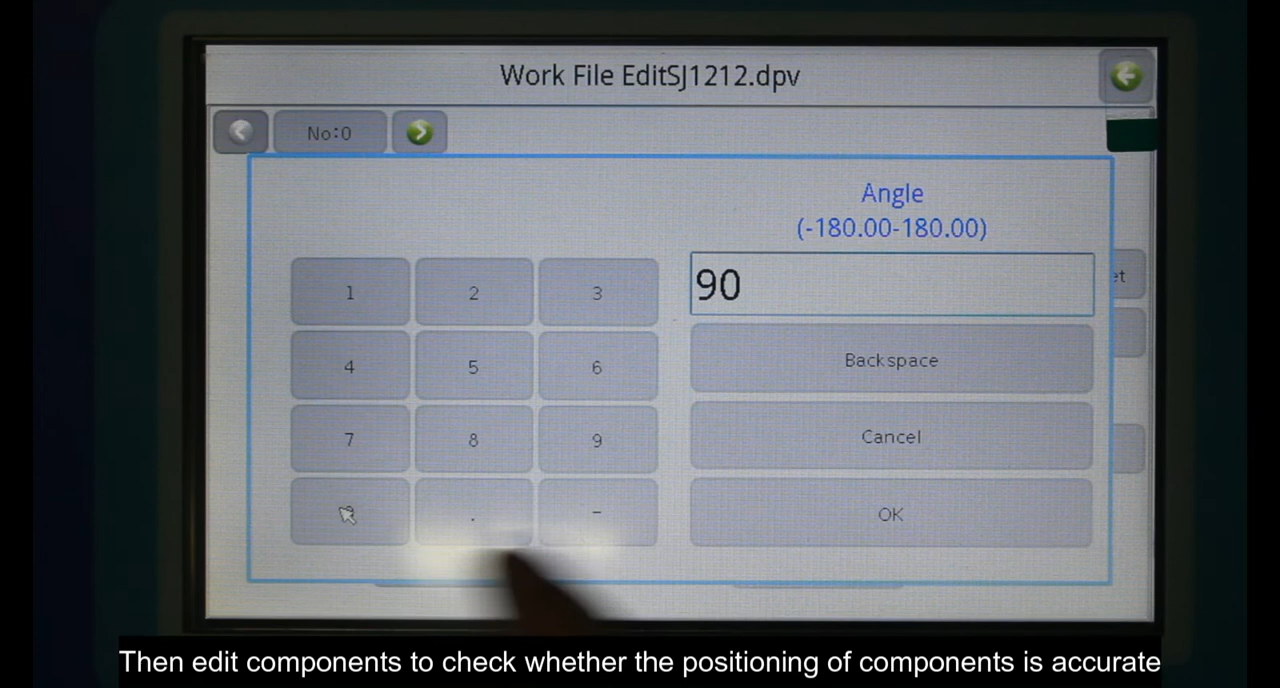 Work File EditSJ1212.dpv
No:0
Angle
(-180.00-180.00)
90
1 2 3
4 5 6
7 8 9
. -
Backspace
Cancel
OK
et
Then edit components to check whether the positioning of components is accurate